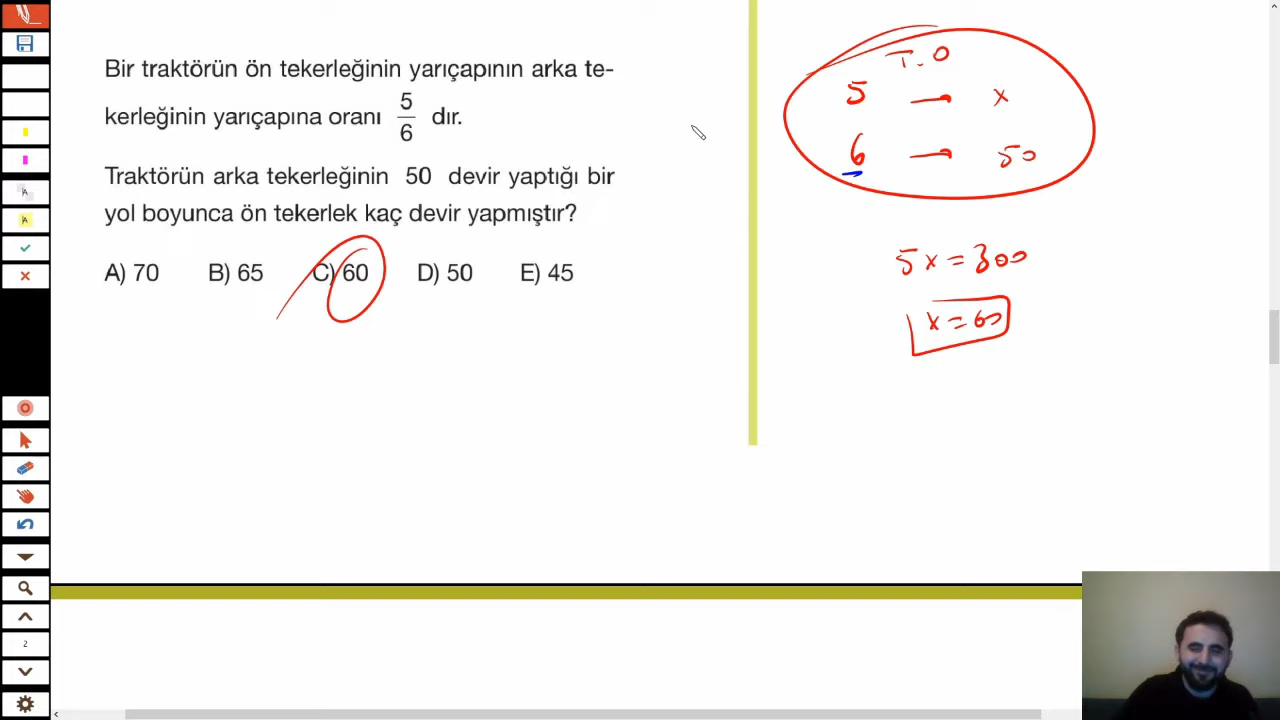 Bir traktörün ön tekerleğinin yarıçapının arka te-
kerleğinin yarıçapına oranı 5/6 dır.
Traktörün arka tekerleğinin 50 devir yaptığı bir
yol boyunca ön tekerlek kaç devir yapmıştır?
A) 70 B) 65 C) 60 D) 50 E) 45
T.O
5 → x
6 → 50
5x = 300
x = 60
A
A
2